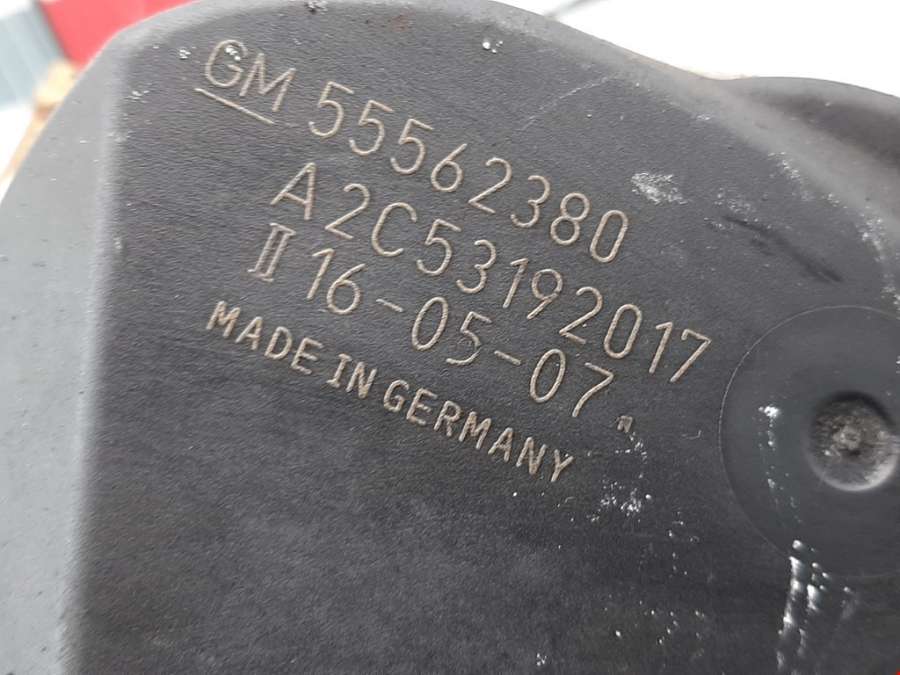 GM 55562380
A2C53192017
II 16-05-07
MADE IN GERMANY